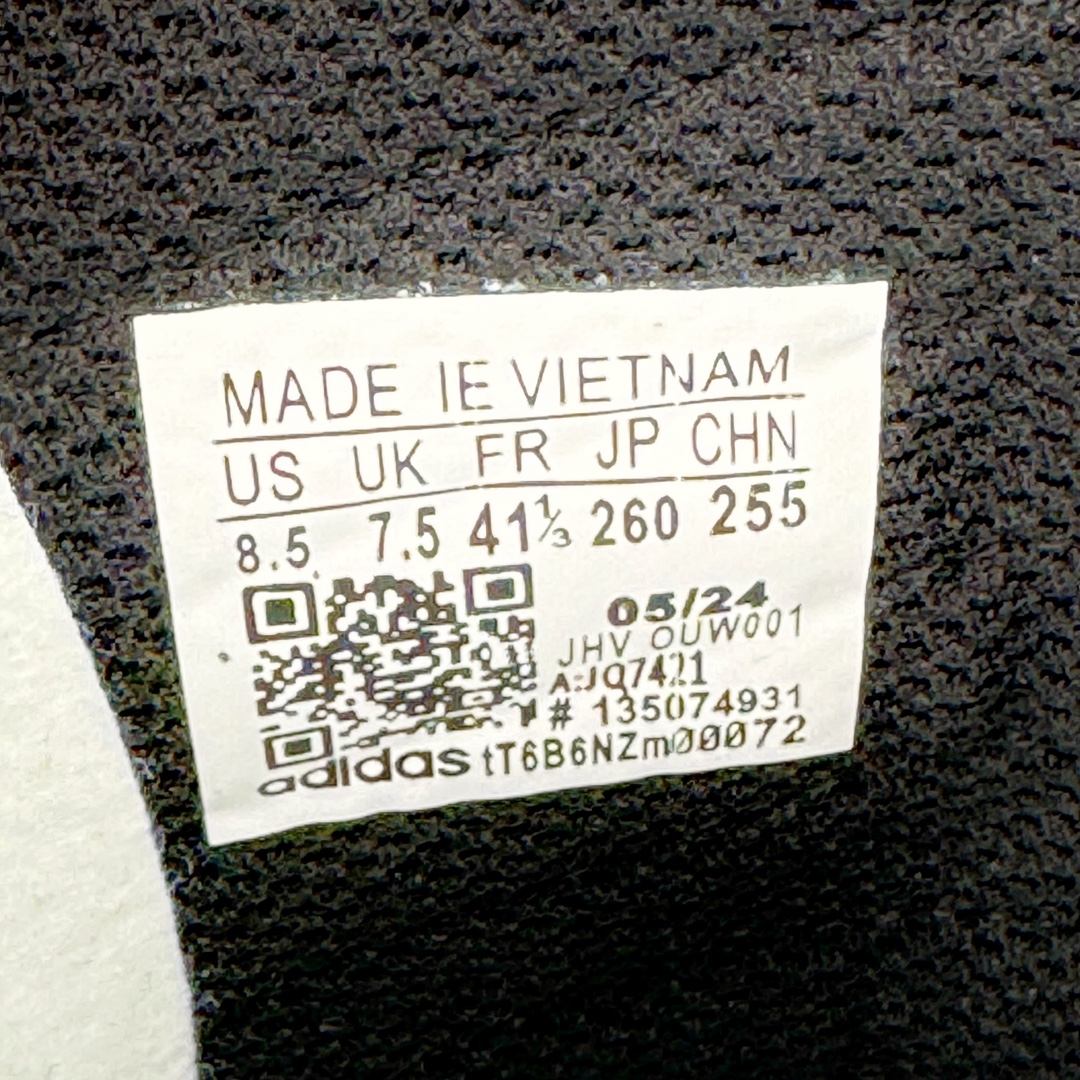 MADE IE VIETNAM
US UK FR JP CHN
8.5 7.5 41⅓ 260 255
05/24
JHV OUW001
A:JQ7421
# 135074931
adidas tT6B6NZm00072